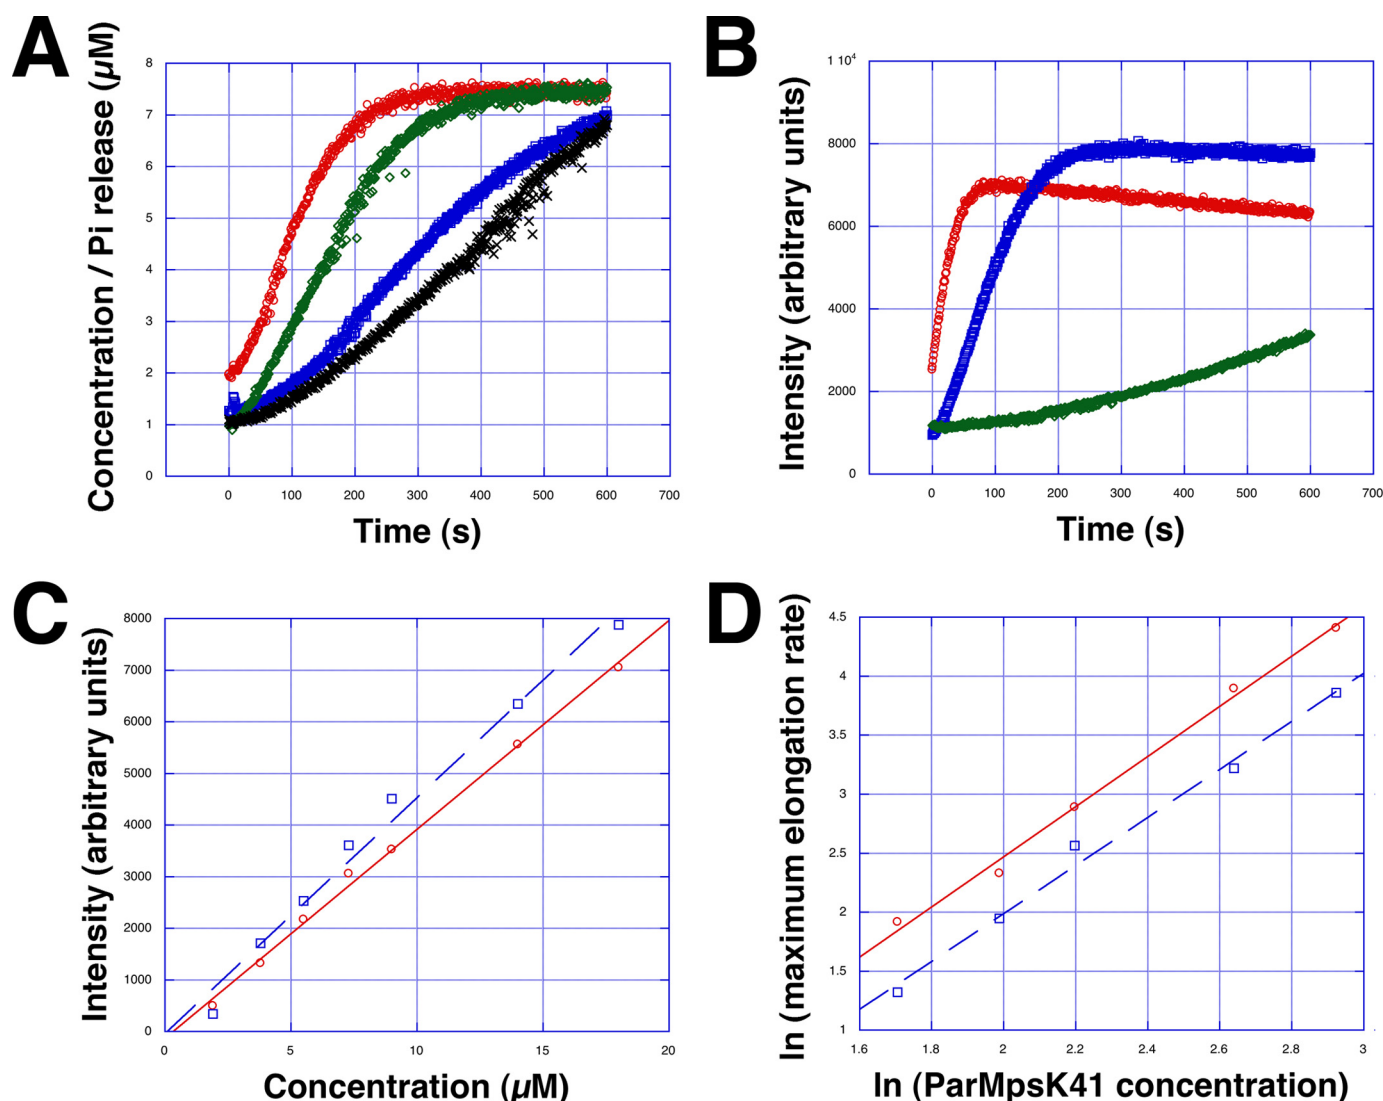 A
Concentration / Pi release (µM)
8
7
6
5
4
3
2
1
0
0 100 200 300 400 500 600 700
Time (s)
B
Intensity (arbitrary units)
1 10⁴
8000
6000
4000
2000
0
0 100 200 300 400 500 600 700
Time (s)
C
Intensity (arbitrary units)
8000
7000
6000
5000
4000
3000
2000
1000
0
0 5 10 15 20
Concentration (µM)
D
ln (maximum elongation rate)
4.5
4
3.5
3
2.5
2
1.5
1
1.6 1.8 2 2.2 2.4 2.6 2.8 3
ln (ParMpsK41 concentration)